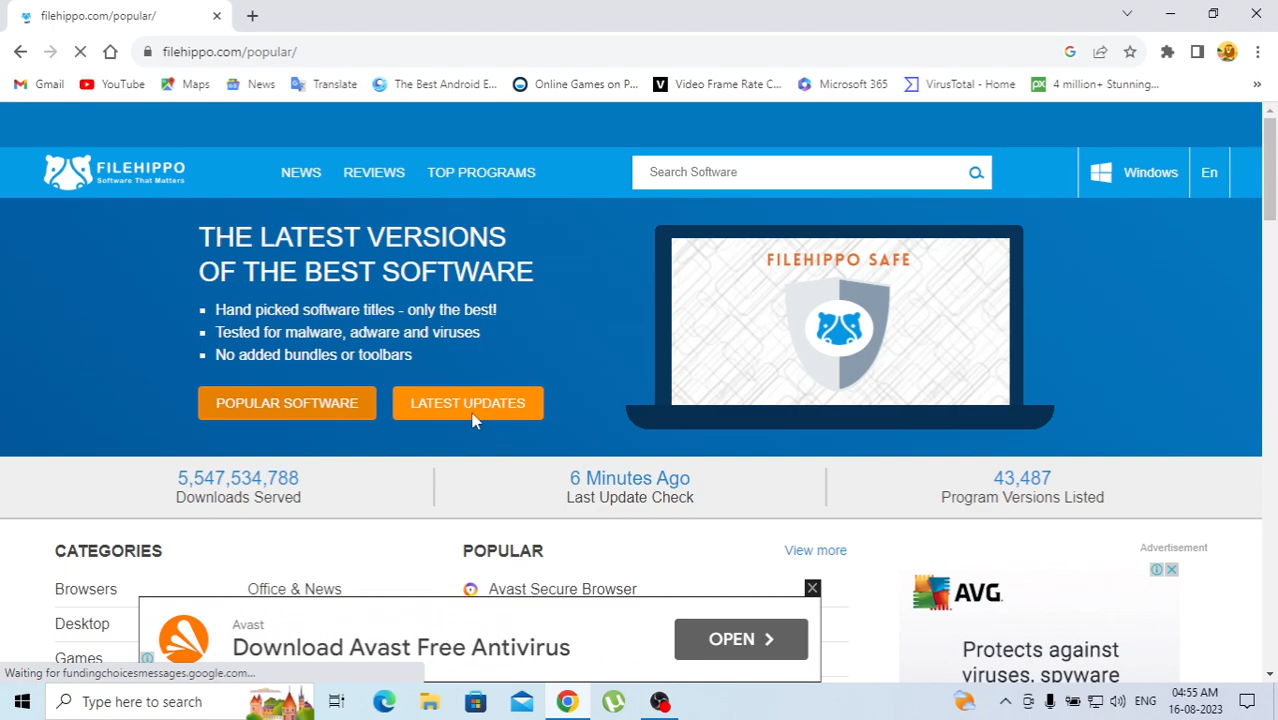 filehippo.com/popular/
filehippo.com/popular/
Gmail YouTube Maps News Translate The Best Android E... Online Games on P... Video Frame Rate C... Microsoft 365 VirusTotal - Home 4 million+ Stunning... »
FILEHIPPO
Software That Matters
NEWS REVIEWS TOP PROGRAMS Search Software Windows En
THE LATEST VERSIONS
OF THE BEST SOFTWARE
Hand picked software titles - only the best!
Tested for malware, adware and viruses
No added bundles or toolbars
POPULAR SOFTWARE LATEST UPDATES
FILEHIPPO SAFE
5,547,534,788 6 Minutes Ago 43,487
Downloads Served Last Update Check Program Versions Listed
CATEGORIES POPULAR View more Advertisement
Browsers Office & News Avast Secure Browser
Desktop
Games
Avast
Download Avast Free Antivirus
OPEN
AVG
Protects against
viruses, spyware
Waiting for fundingchoicesmessages.google.com...
Type here to search
ENG
04:55 AM
16-08-2023